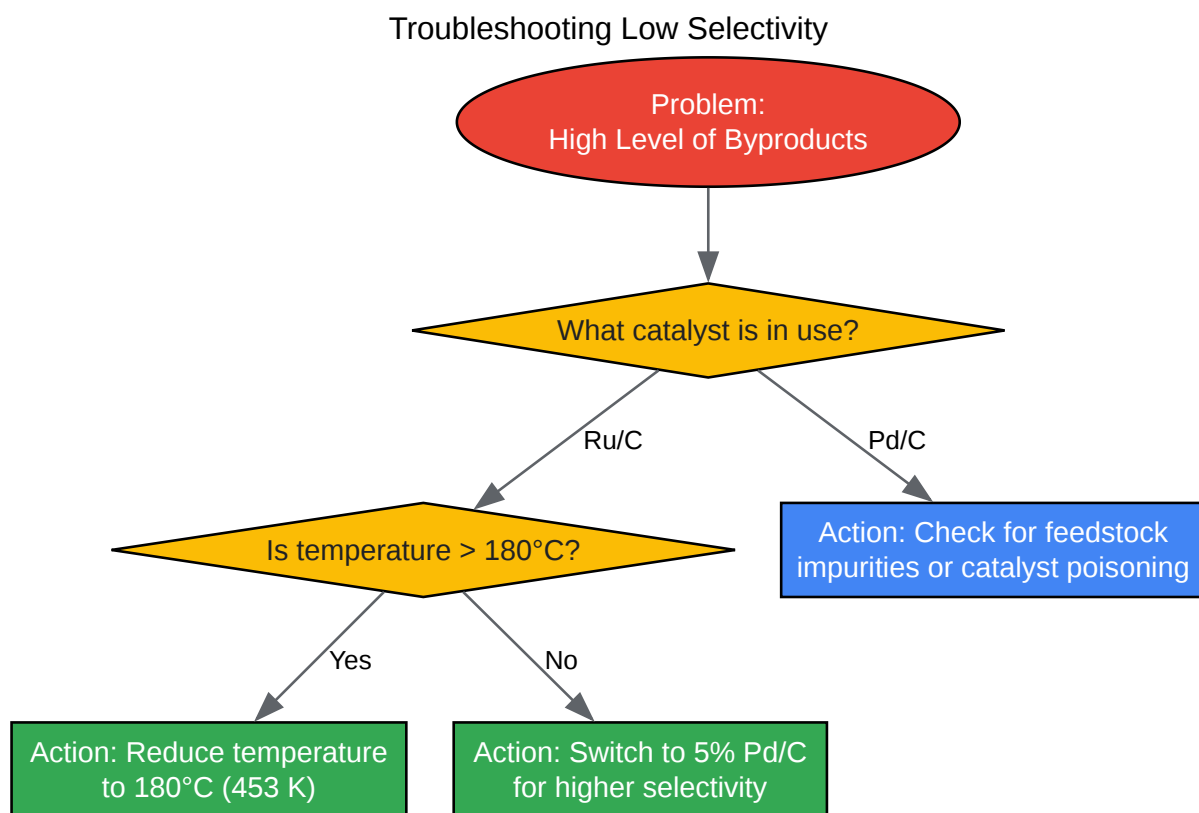 Troubleshooting Low Selectivity
Problem:
High Level of Byproducts
What catalyst is in use?
Ru/C
Pd/C
Is temperature > 180°C?
Action: Check for feedstock
impurities or catalyst poisoning
Yes
No
Action: Reduce temperature
to 180°C (453 K)
Action: Switch to 5% Pd/C
for higher selectivity